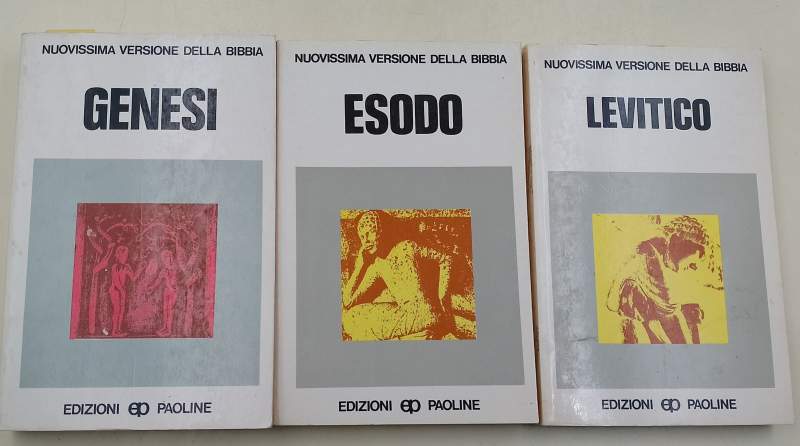 NUOVISSIMA VERSIONE DELLA BIBBIA
GENESI
EDIZIONI ep PAOLINE
NUOVISSIMA VERSIONE DELLA BIBBIA
ESODO
EDIZIONI ep PAOLINE
NUOVISSIMA VERSIONE DELLA BIBBIA
LEVITICO
EDIZIONI ep PAOLINE